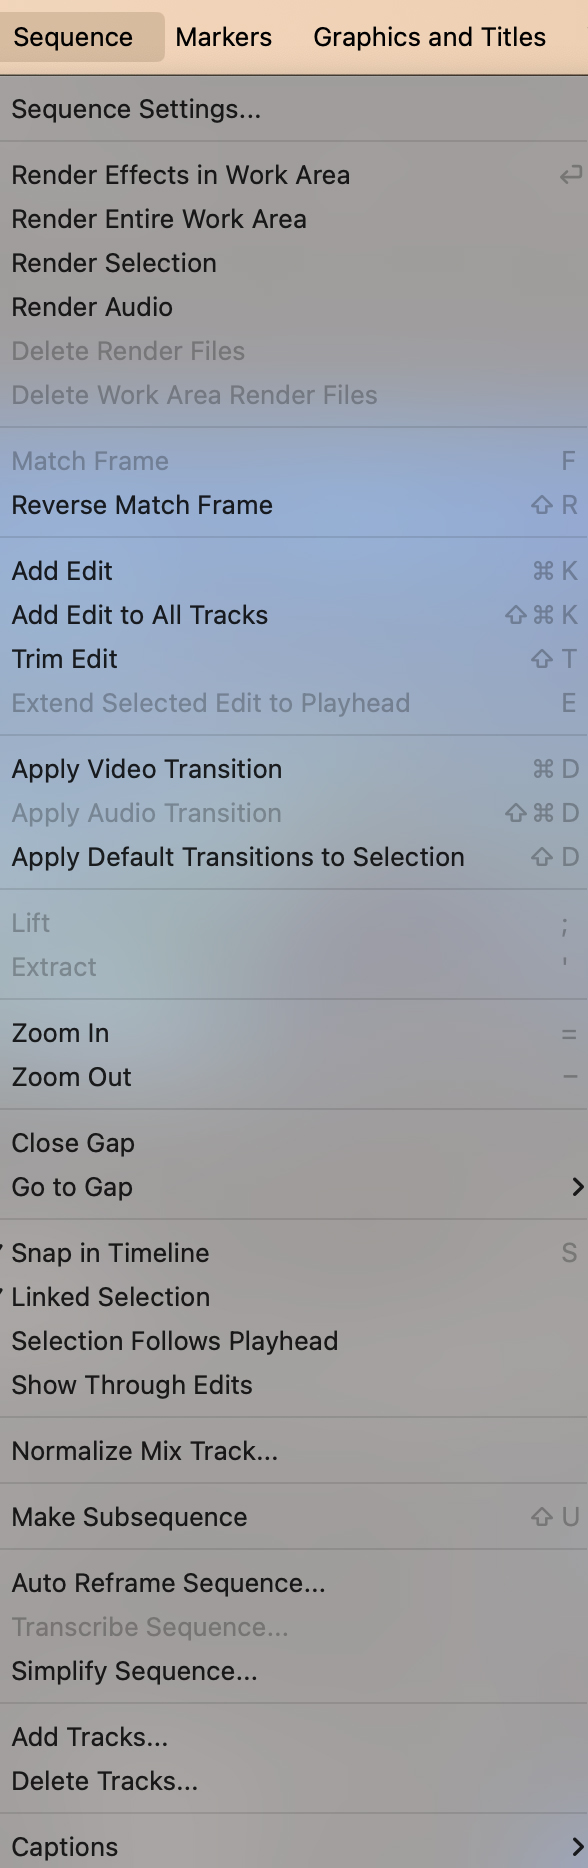 Sequence Markers Graphics and Titles
Sequence Settings...
Render Effects in Work Area ↩
Render Entire Work Area
Render Selection
Render Audio
Delete Render Files
Delete Work Area Render Files
Match Frame F
Reverse Match Frame ⇧ R
Add Edit ⌘ K
Add Edit to All Tracks ⇧ ⌘ K
Trim Edit ⇧ T
Extend Selected Edit to Playhead E
Apply Video Transition ⌘ D
Apply Audio Transition ⇧ ⌘ D
Apply Default Transitions to Selection ⇧ D
Lift ;
Extract '
Zoom In =
Zoom Out −
Close Gap
Go to Gap >
Snap in Timeline S
Linked Selection
Selection Follows Playhead
Show Through Edits
Normalize Mix Track...
Make Subsequence ⇧ U
Auto Reframe Sequence...
Transcribe Sequence...
Simplify Sequence...
Add Tracks...
Delete Tracks...
Captions >